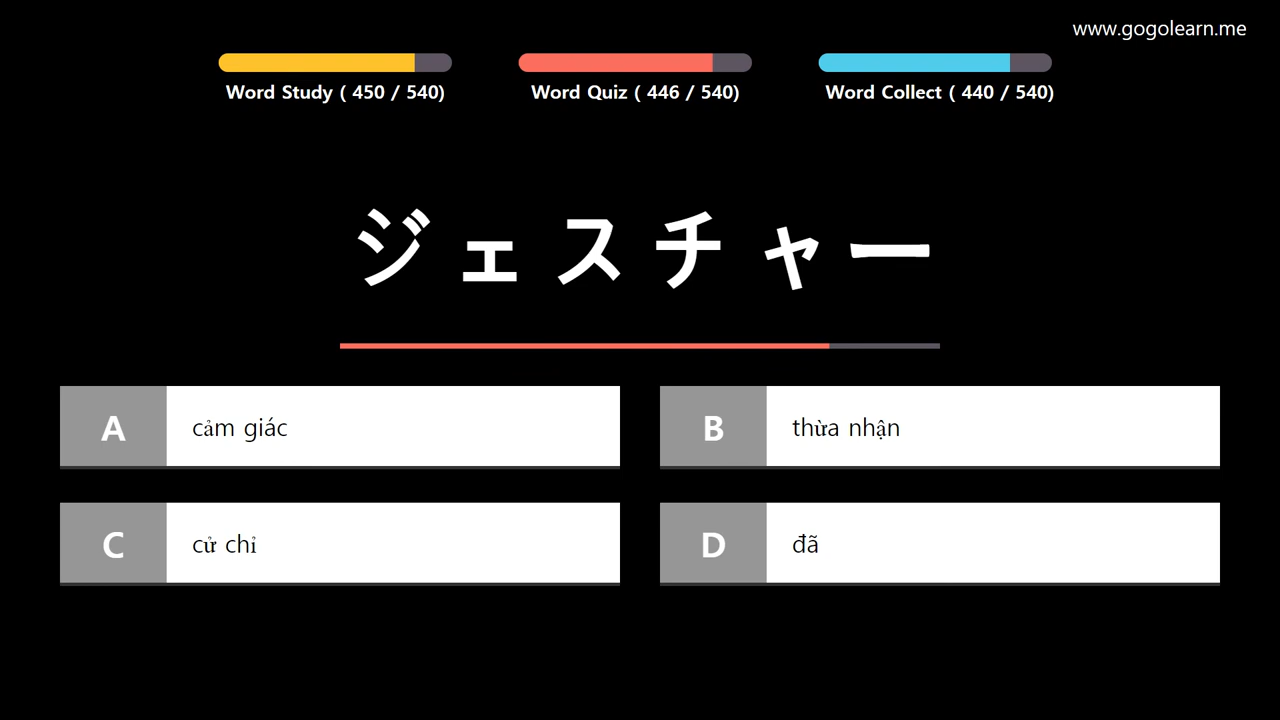 www.gogolearn.me
Word Study ( 450 / 540)
Word Quiz ( 446 / 540)
Word Collect ( 440 / 540)
ジェスチャー
A
cảm giác
B
thừa nhận
C
cử chỉ
D
đã